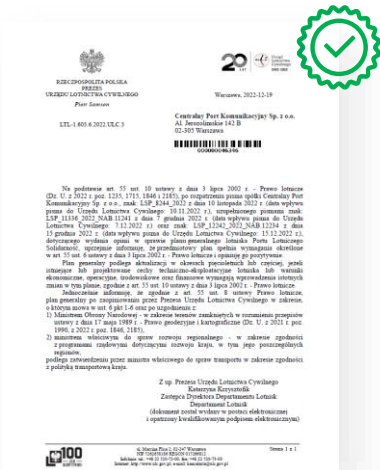 20 LAT
Urząd
Lotnictwa
Cywilnego
RZECZPOSPOLITA POLSKA
PREZES
URZĘDU LOTNICTWA CYWILNEGO
Piotr Samson
Warszawa, 2022-12-19
LTL-1.603.6.2022.ULC.5
Centralny Port Komunikacyjny Sp. z o.o.
Al. Jerozolimskie 142 B
02-305 Warszawa
Na podstawie art. 55 ust. 10 ustawy z dnia 3 lipca 2002 r. - Prawo lotnicze
(Dz. U. z 2022 r. poz. 1235, 1715, 1846 i 2185), po rozpatrzeniu pisma spółki Centralny Port
Komunikacyjny Sp. z o.o., znak: LSP_8244_2022 z dnia 10 listopada 2022 r. (data wpływu
pisma do Urzędu Lotnictwa Cywilnego: 10.11.2022 r.), uzupełnionego pismami znak:
LSP_11336_2022_NAB.11241 z dnia 7 grudnia 2022 r. (data wpływu pisma do Urzędu
Lotnictwa Cywilnego: 7.12.2022 r.) oraz znak: LSP_12242_2022_NAB.12234 z dnia
15 grudnia 2022 r. (data wpływu pisma do Urzędu Lotnictwa Cywilnego: 15.12.2022 r.),
dotyczącego wydania opinii w sprawie planu generalnego lotniska Portu Lotniczego
Solidarność, uprzejmie informuję, że przedmiotowy plan spełnia wymagania określone
w art. 55 ust. 6 ustawy z dnia 3 lipca 2002 r. - Prawo lotnicze i opiniuję go pozytywnie.
Plan generalny podlega aktualizacji w okresach pięcioletnich lub częściej, jeżeli
istniejące lub projektowane cechy techniczno-eksploatacyjne lotniska lub warunki
ekonomiczne, operacyjne, środowiskowe oraz finansowe wymagają wprowadzenia istotnych
zmian w tym planie, zgodnie z art. 55 ust. 10 ustawy z dnia 3 lipca 2002 r. - Prawo lotnicze.
Jednocześnie informuję, że zgodnie z art. 55 ust. 8 ustawy Prawo lotnicze,
plan generalny po zaopiniowaniu przez Prezesa Urzędu Lotnictwa Cywilnego w zakresie,
o którym mowa w ust. 6 pkt 1-6 oraz po uzgodnieniu z:
1) Ministrem Obrony Narodowej - w zakresie terenów zamkniętych w rozumieniu przepisów
ustawy z dnia 17 maja 1989 r. - Prawo geodezyjne i kartograficzne (Dz. U. z 2021 r. poz.
1990, z 2022 r. poz. 1846, 2185),
2) ministrem właściwym do spraw rozwoju regionalnego - w zakresie zgodności
z programami rządowymi dotyczącymi rozwoju kraju, w tym jego poszczególnych
regionów,
podlega zatwierdzeniu przez ministra właściwego do spraw transportu w zakresie zgodności
z polityką transportową kraju.
Z up. Prezesa Urzędu Lotnictwa Cywilnego
Katarzyna Krzysztofik
Zastępca Dyrektora Departamentu Lotnisk
Departament Lotnisk
(dokument został wydany w postaci elektronicznej
i opatrzony kwalifikowanym podpisem elektronicznym)
100
Strona 1 z 1